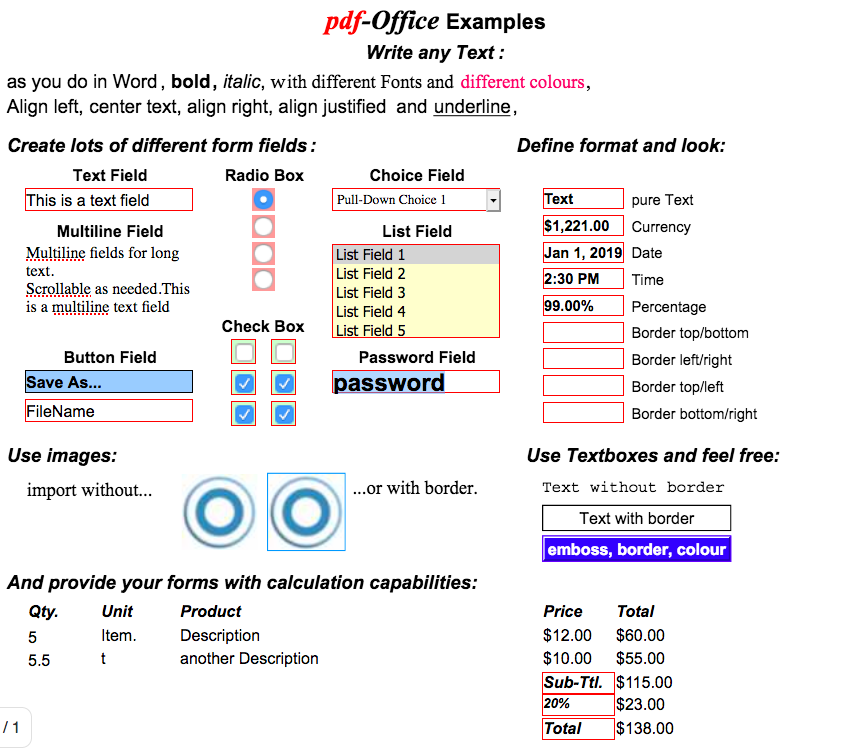 pdf-Office Examples
Write any Text :
as you do in Word, bold, italic, with different Fonts and different colours,
Align left, center text, align right, align justified and underline,
Create lots of different form fields :
Text Field
This is a text field
Multiline Field
Multiline fields for long
text.
Scrollable as needed.This
is a multiline text field
Button Field
Save As...
FileName
Radio Box
Check Box
Choice Field
Pull-Down Choice 1
List Field
List Field 1
List Field 2
List Field 3
List Field 4
List Field 5
Password Field
password
Define format and look:
Text pure Text
$1,221.00 Currency
Jan 1, 2019 Date
2:30 PM Time
99.00% Percentage
Border top/bottom
Border left/right
Border top/left
Border bottom/right
Use images:
import without...
...or with border.
Use Textboxes and feel free:
Text without border
Text with border
emboss, border, colour
And provide your forms with calculation capabilities:
Qty. Unit Product Price Total
5 Item. Description $12.00 $60.00
5.5 t another Description $10.00 $55.00
Sub-Ttl. $115.00
20% $23.00
Total $138.00
/ 1